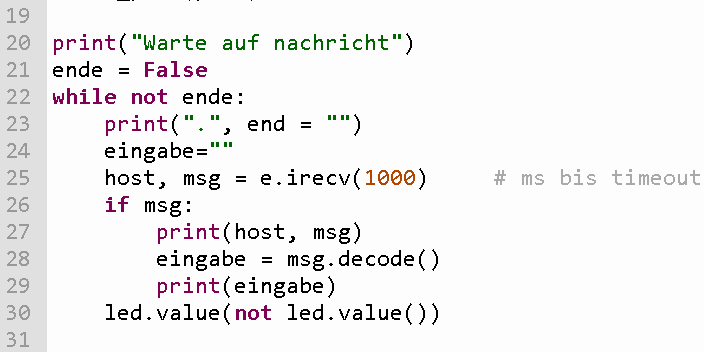 19
20 print("Warte auf nachricht")
21 ende = False
22 while not ende:
23     print(".", end = "")
24     eingabe=""
25     host, msg = e.irecv(1000)     # ms bis timeout
26     if msg:
27         print(host, msg)
28         eingabe = msg.decode()
29         print(eingabe)
30     led.value(not led.value())
31